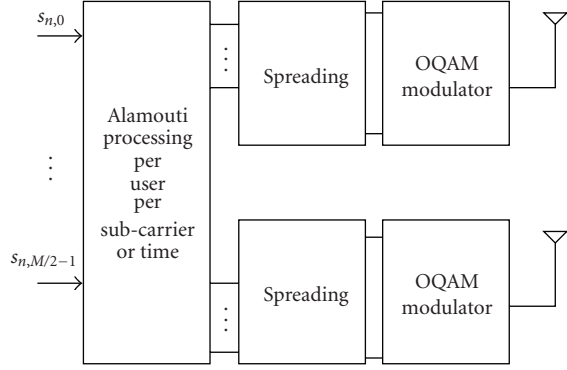 s_{n,0}
⋮
s_{n,M/2−1}
Alamouti
processing
per
user
per
sub-carrier
or time
⋮
Spreading
OQAM
modulator
⋮
Spreading
OQAM
modulator